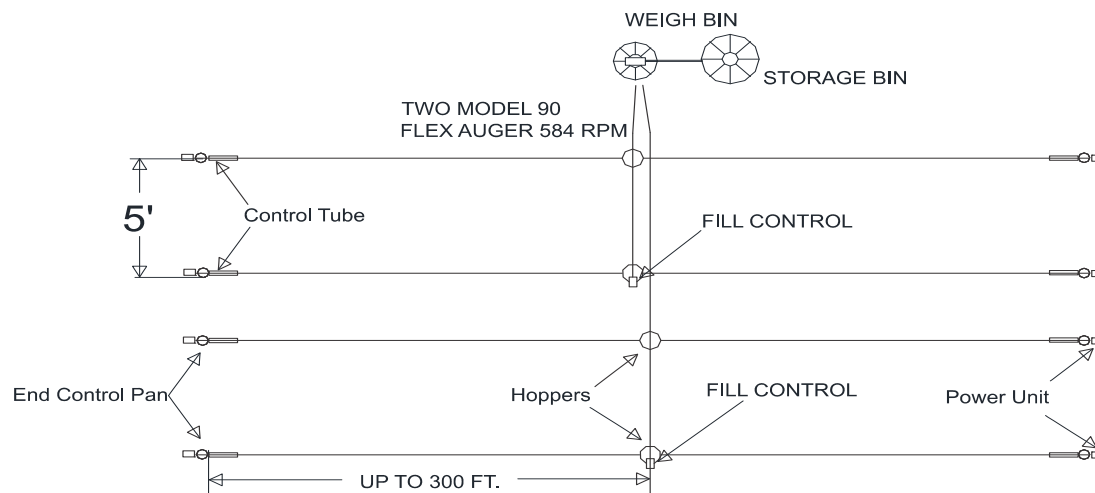 WEIGH BIN
STORAGE BIN
TWO MODEL 90
FLEX AUGER 584 RPM
5'
Control Tube
FILL CONTROL
End Control Pan
Hoppers
FILL CONTROL
Power Unit
UP TO 300 FT.